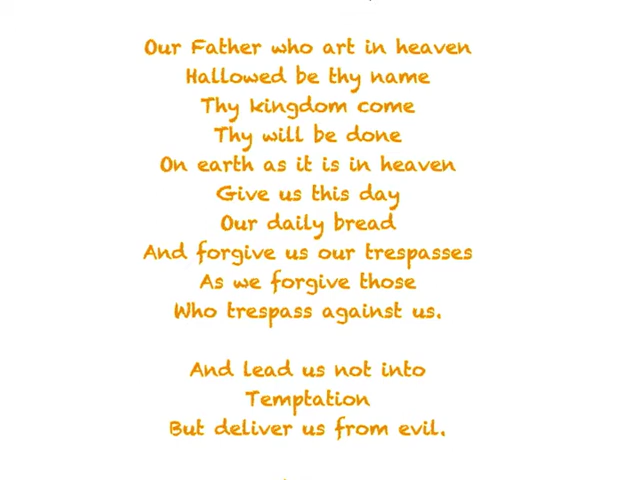 Our Father who art in heaven
Hallowed be thy name
Thy kingdom come
Thy will be done
On earth as it is in heaven
Give us this day
Our daily bread
And forgive us our trespasses
As we forgive those
Who trespass against us.
And lead us not into
Temptation
But deliver us from evil.